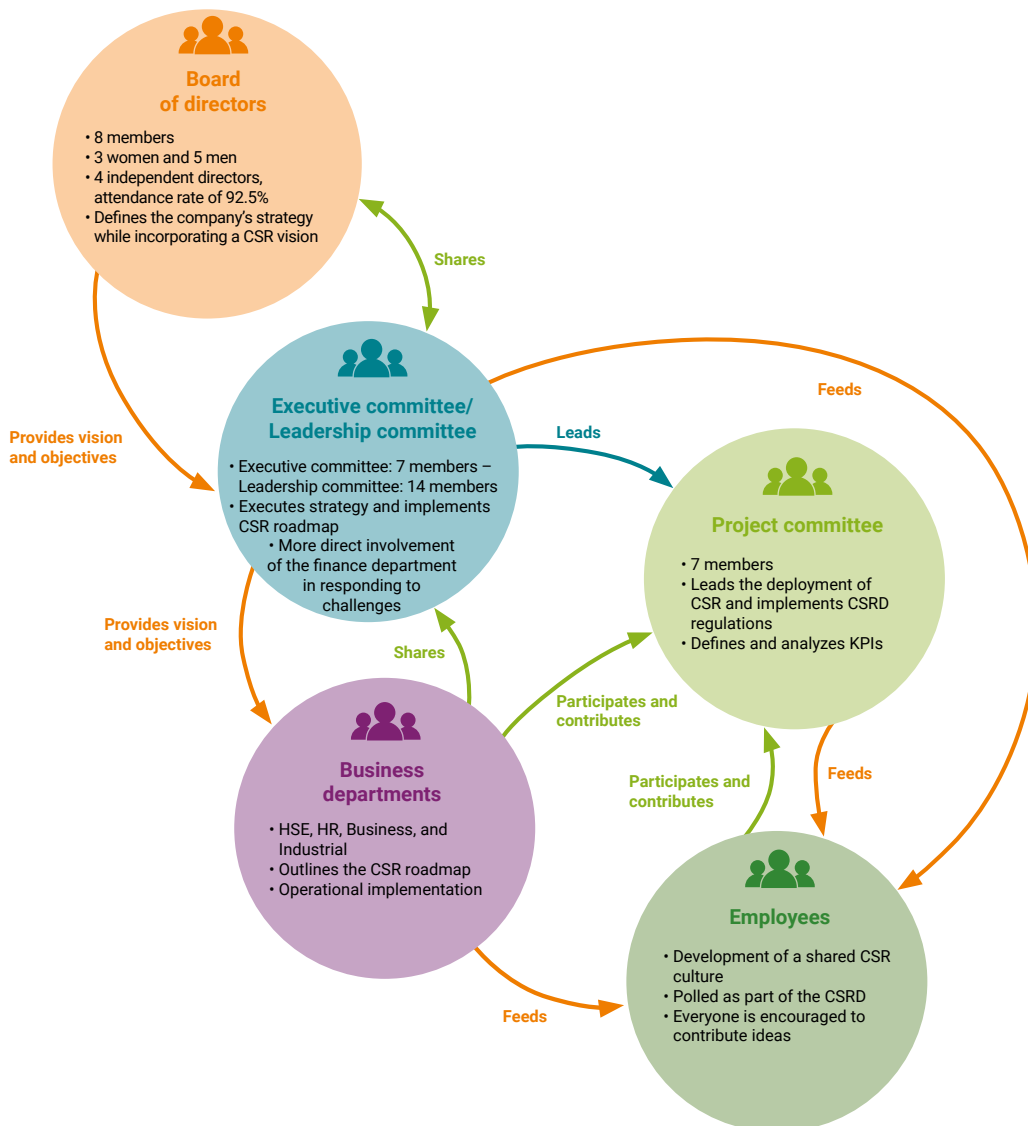 Board
of directors
• 8 members
• 3 women and 5 men
• 4 independent directors,
attendance rate of 92.5%
• Defines the company's strategy
while incorporating a CSR vision
Shares
Provides vision
and objectives
Executive committee/
Leadership committee
• Executive committee: 7 members –
Leadership committee: 14 members
• Executes strategy and implements
CSR roadmap
• More direct involvement
of the finance department
in responding to
challenges
Leads
Feeds
Project committee
• 7 members
• Leads the deployment of
CSR and implements CSRD
regulations
• Defines and analyzes KPIs
Provides vision
and objectives
Shares
Participates and
contributes
Business
departments
• HSE, HR, Business, and
Industrial
• Outlines the CSR roadmap
• Operational implementation
Participates and
contributes
Feeds
Feeds
Employees
• Development of a shared CSR
culture
• Polled as part of the CSRD
• Everyone is encouraged to
contribute ideas